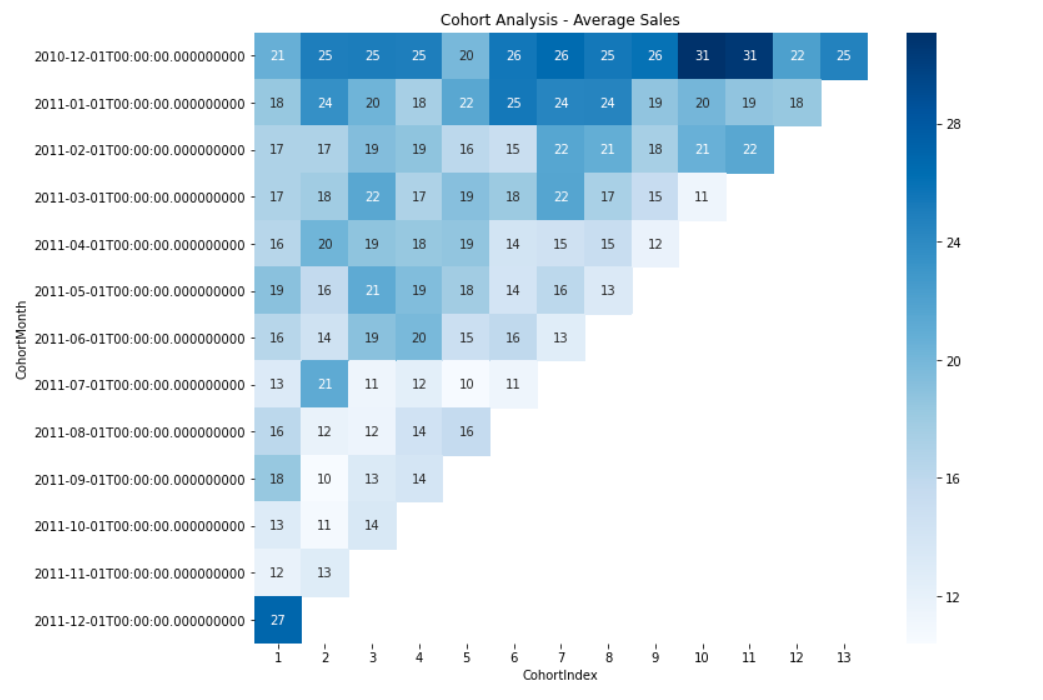 Cohort Analysis - Average Sales
CohortMonth
2010-12-01T00:00:00.000000000 21 25 25 25 20 26 26 25 26 31 31 22 25
2011-01-01T00:00:00.000000000 18 24 20 18 22 25 24 24 19 20 19 18
2011-02-01T00:00:00.000000000 17 17 19 19 16 15 22 21 18 21 22
2011-03-01T00:00:00.000000000 17 18 22 17 19 18 22 17 15 11
2011-04-01T00:00:00.000000000 16 20 19 18 19 14 15 15 12
2011-05-01T00:00:00.000000000 19 16 21 19 18 14 16 13
2011-06-01T00:00:00.000000000 16 14 19 20 15 16 13
2011-07-01T00:00:00.000000000 13 21 11 12 10 11
2011-08-01T00:00:00.000000000 16 12 12 14 16
2011-09-01T00:00:00.000000000 18 10 13 14
2011-10-01T00:00:00.000000000 13 11 14
2011-11-01T00:00:00.000000000 12 13
2011-12-01T00:00:00.000000000 27
1 2 3 4 5 6 7 8 9 10 11 12 13
CohortIndex
28
24
20
16
12